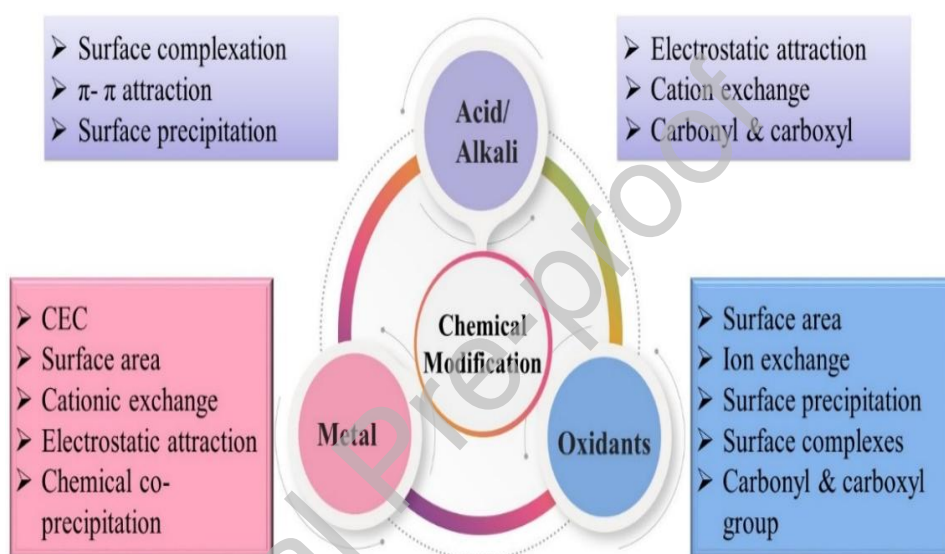 ➢ Surface complexation
➢ π- π attraction
➢ Surface precipitation
Acid/
Alkali
➢ Electrostatic attraction
➢ Cation exchange
➢ Carbonyl & carboxyl
Chemical
Modification
➢ CEC
➢ Surface area
➢ Cationic exchange
➢ Electrostatic attraction
➢ Chemical co-
precipitation
Metal
Oxidants
➢ Surface area
➢ Ion exchange
➢ Surface precipitation
➢ Surface complexes
➢ Carbonyl & carboxyl
group
Pre-proof